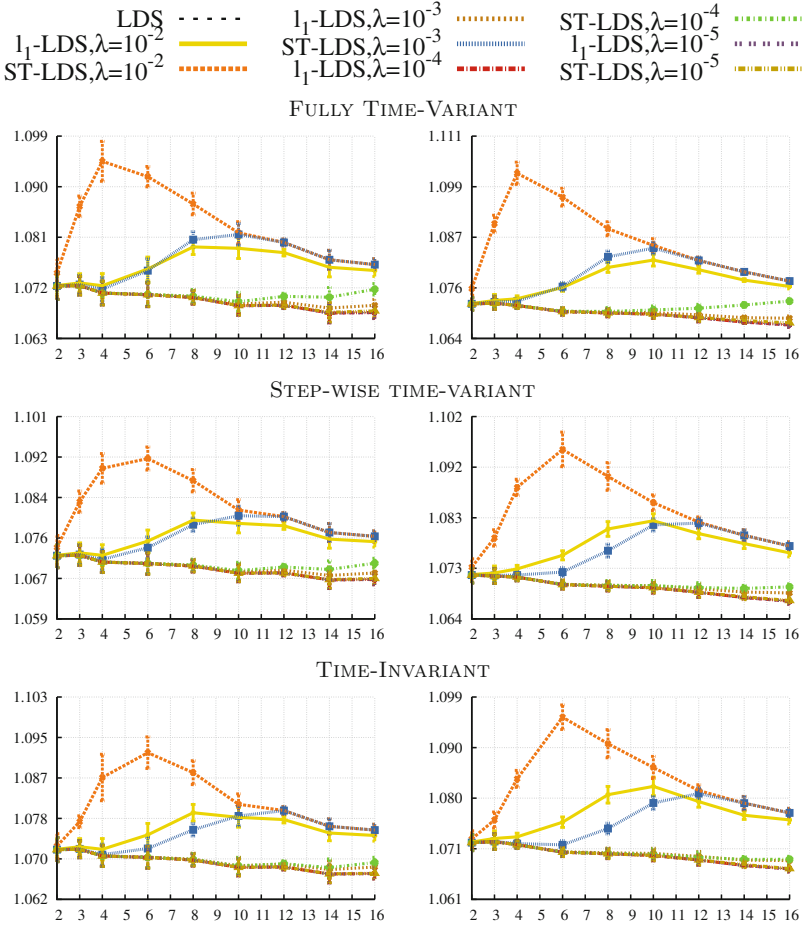 LDS
l₁-LDS,λ=10⁻²
ST-LDS,λ=10⁻²
l₁-LDS,λ=10⁻³
ST-LDS,λ=10⁻³
l₁-LDS,λ=10⁻⁴
ST-LDS,λ=10⁻⁴
l₁-LDS,λ=10⁻⁵
ST-LDS,λ=10⁻⁵
FULLY TIME-VARIANT
1.099
1.090
1.081
1.072
1.063
2 3 4 5 6 7 8 9 10 11 12 13 14 15 16
1.111
1.099
1.087
1.076
1.064
2 3 4 5 6 7 8 9 10 11 12 13 14 15 16
STEP-WISE TIME-VARIANT
1.101
1.092
1.084
1.076
1.067
1.059
2 3 4 5 6 7 8 9 10 11 12 13 14 15 16
1.102
1.092
1.083
1.073
1.064
2 3 4 5 6 7 8 9 10 11 12 13 14 15 16
TIME-INVARIANT
1.103
1.095
1.087
1.078
1.070
1.062
2 3 4 5 6 7 8 9 10 11 12 13 14 15 16
1.099
1.090
1.080
1.071
1.061
2 3 4 5 6 7 8 9 10 11 12 13 14 15 16